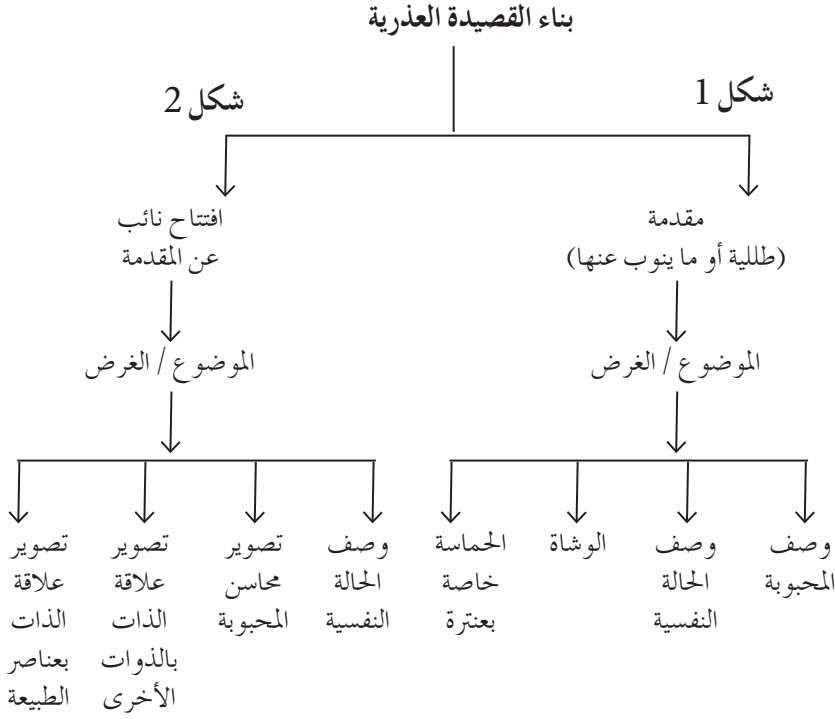 بناء القصيدة العذرية
شكل 1
شكل 2
مقدمة
(طللية أو ما ينوب عنها)
الموضوع / الغرض
وصف
المحبوبة
وصف
الحالة
النفسية
الوشاة
الحماسة
خاصة
بعنترة
افتتاح نائب
عن المقدمة
الموضوع / الغرض
وصف
الحالة
النفسية
تصوير
محاسن
المحبوبة
تصوير
علاقة
الذات
بالذوات
الأخرى
تصوير
علاقة
الذات
بعناصر
الطبيعة